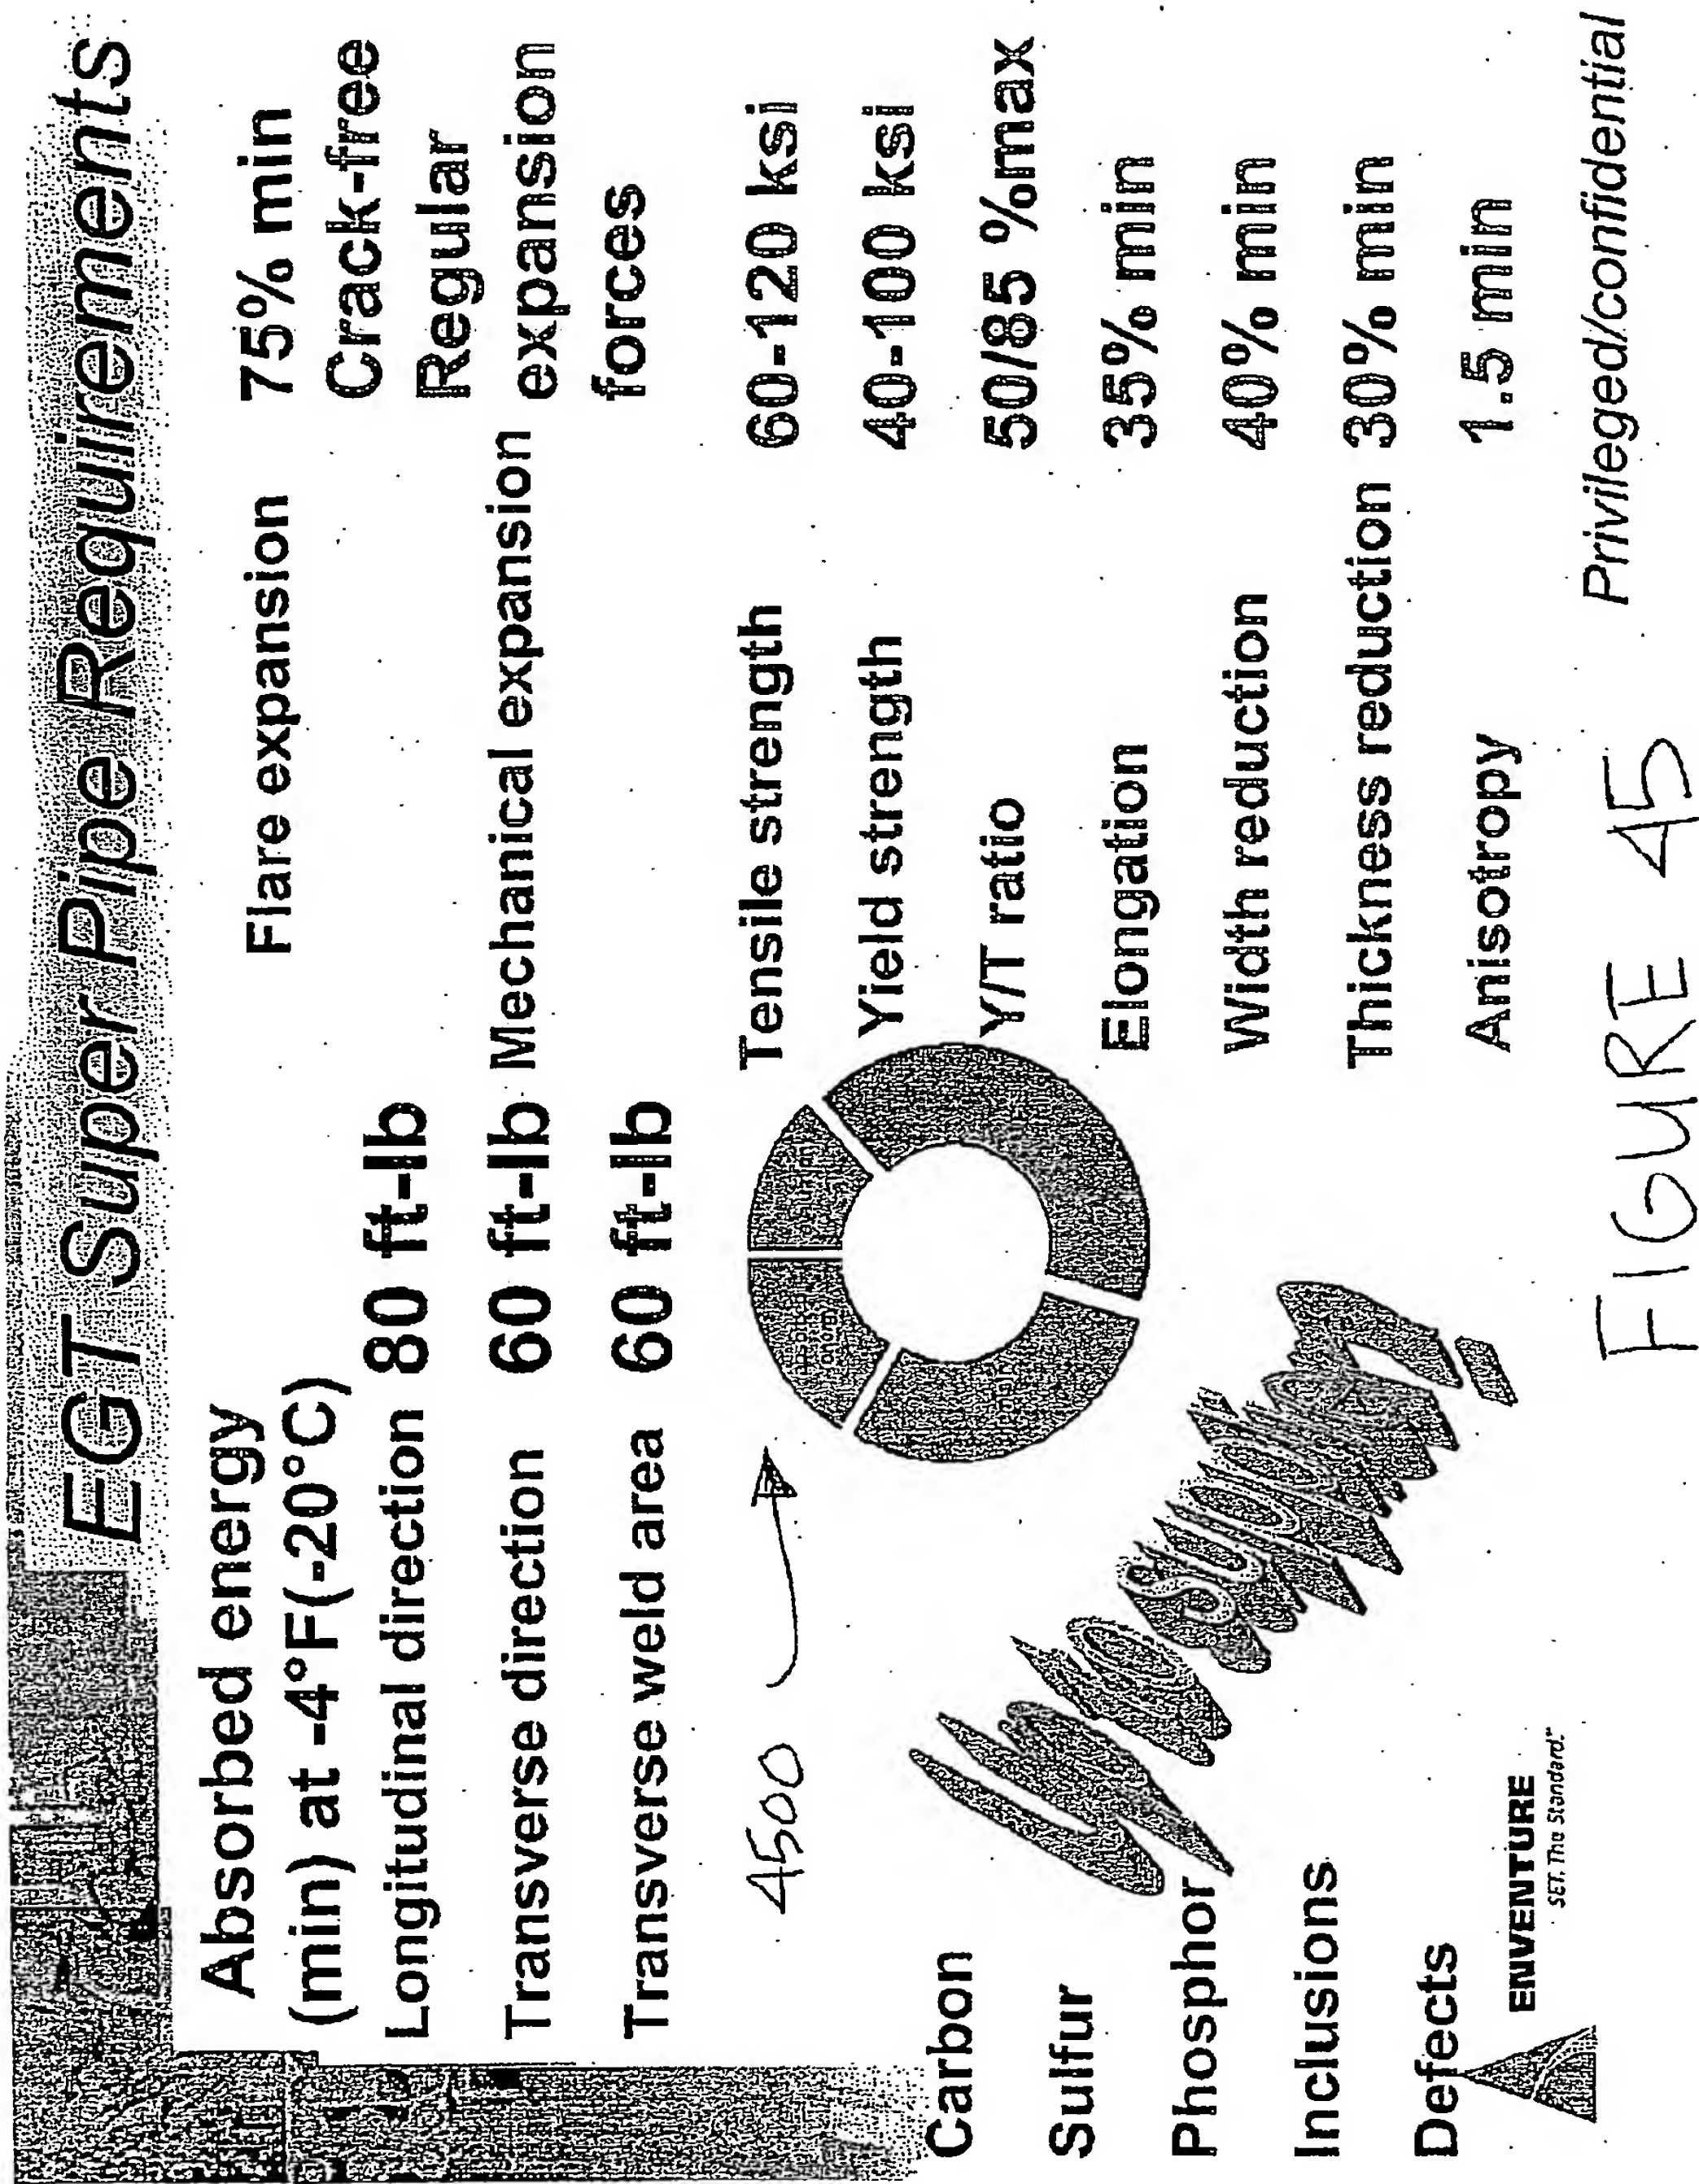 EGT Super Pipe Requirements
Absorbed energy
(min) at -4°F(-20°C)
Longitudinal direction 80 ft-lb
Transverse direction 60 ft-lb
Transverse weld area 60 ft-lb
Flare expansion 75% min
Crack-free
Mechanical expansion Regular
expansion
forces
4500
Tensile strength 60-120 ksi
Yield strength 40-100 ksi
Y/T ratio 50/85 %max
Elongation 35% min
Width reduction 40% min
Thickness reduction 30% min
Anisotropy 1.5 min
Absorbed
energy
Carbon
Sulfur
Phosphor
Inclusions
Defects
ENVENTURE
SET. The Standard.™
Privileged/confidential
FIGURE 45